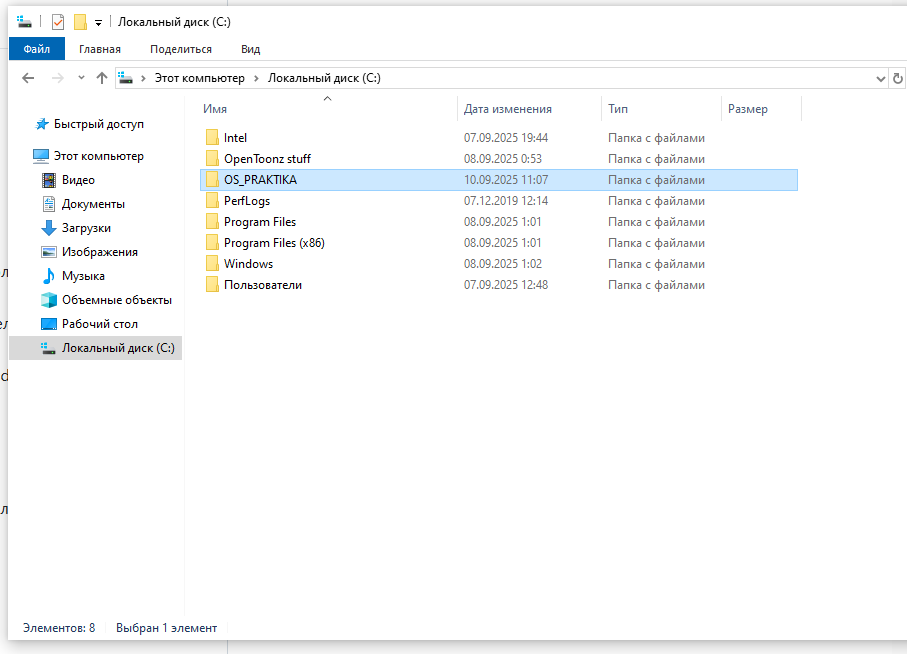 Локальный диск (C:)
Файл Главная Поделиться Вид
Этот компьютер Локальный диск (C:)
Быстрый доступ
Этот компьютер
Видео
Документы
Загрузки
Изображения
Музыка
Объемные объекты
Рабочий стол
Локальный диск (C:)
Имя Дата изменения Тип Размер
Intel 07.09.2025 19:44 Папка с файлами
OpenToonz stuff 08.09.2025 0:53 Папка с файлами
OS_PRAKTIKA 10.09.2025 11:07 Папка с файлами
PerfLogs 07.12.2019 12:14 Папка с файлами
Program Files 08.09.2025 1:01 Папка с файлами
Program Files (x86) 08.09.2025 1:01 Папка с файлами
Windows 08.09.2025 1:02 Папка с файлами
Пользователи 07.09.2025 12:48 Папка с файлами
Элементов: 8 Выбран 1 элемент